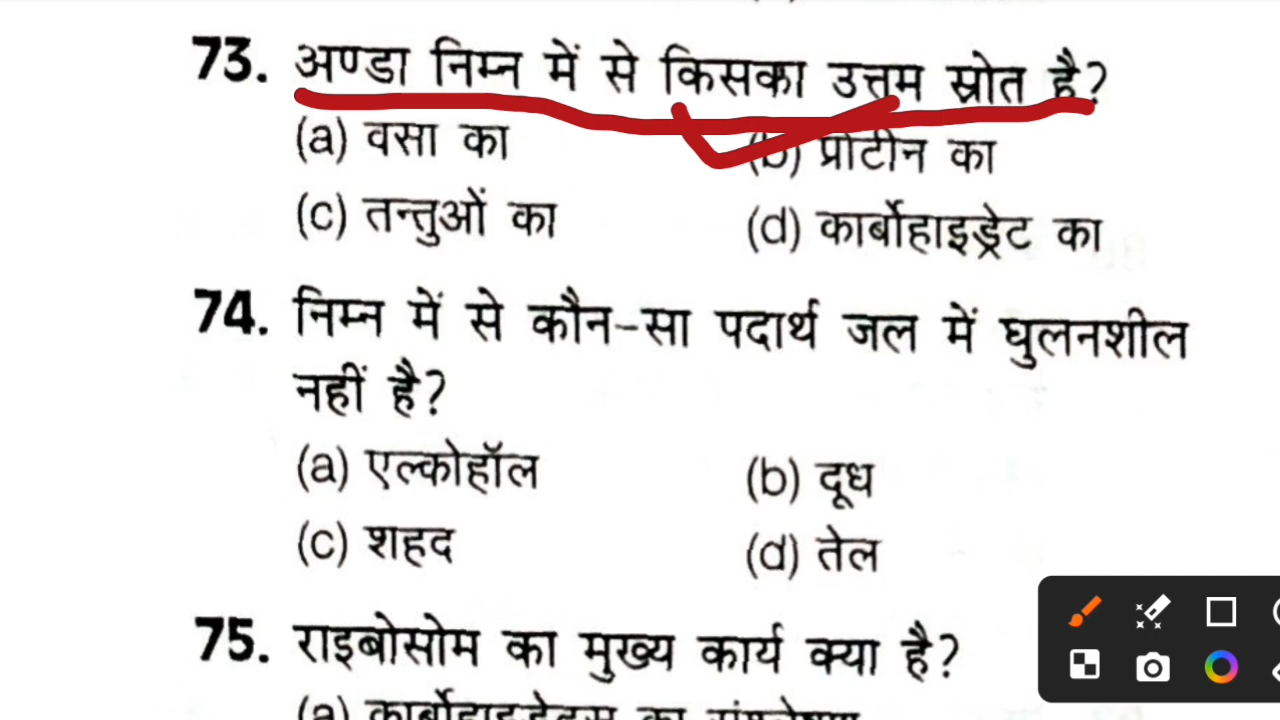 73. अण्डा निम्न में से किसका उत्तम स्रोत है?
(a) वसा का (b) प्रोटीन का
(c) तन्तुओं का (d) कार्बोहाइड्रेट का
74. निम्न में से कौन-सा पदार्थ जल में घुलनशील
नहीं है?
(a) एल्कोहॉल (b) दूध
(c) शहद (d) तेल
75. राइबोसोम का मुख्य कार्य क्या है?
(a) का